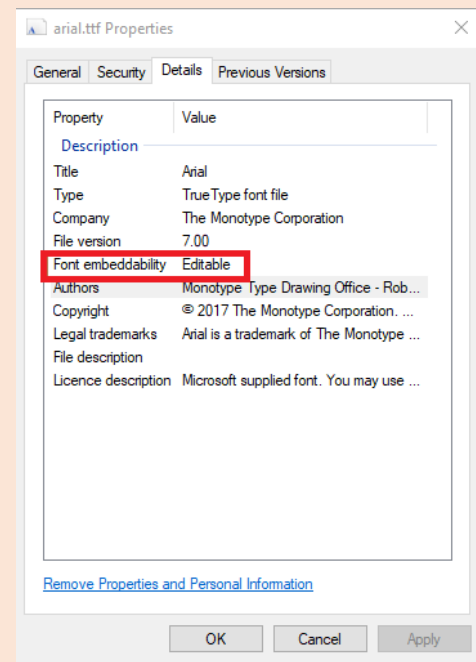 arial.ttf Properties
General Security Details Previous Versions
Property Value
Description
Title Arial
Type TrueType font file
Company The Monotype Corporation
File version 7.00
Font embeddability Editable
Authors Monotype Type Drawing Office - Rob...
Copyright © 2017 The Monotype Corporation. ...
Legal trademarks Arial is a trademark of The Monotype ...
File description
Licence description Microsoft supplied font. You may use ...
Remove Properties and Personal Information
OK Cancel Apply